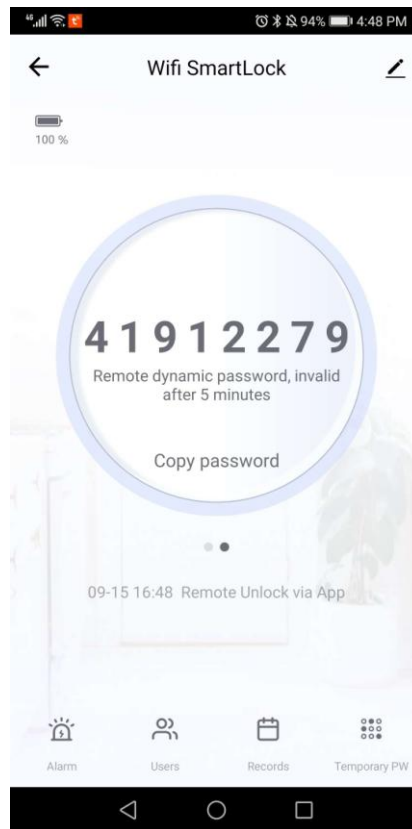 46 94% 4:48 PM
Wifi SmartLock
100 %
41912279
Remote dynamic password, invalid
after 5 minutes
Copy password
09-15 16:48 Remote Unlock via App
Alarm Users Records Temporary PW